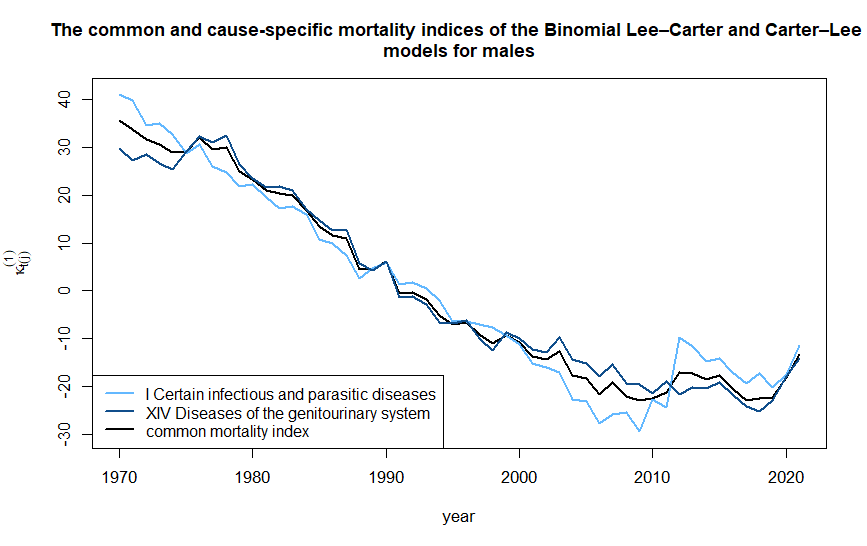 The common and cause-specific mortality indices of the Binomial Lee–Carter and Carter–Lee
models for males
κt(j)(1)
40
30
20
10
0
-10
-20
-30
I Certain infectious and parasitic diseases
XIV Diseases of the genitourinary system
common mortality index
1970 1980 1990 2000 2010 2020
year